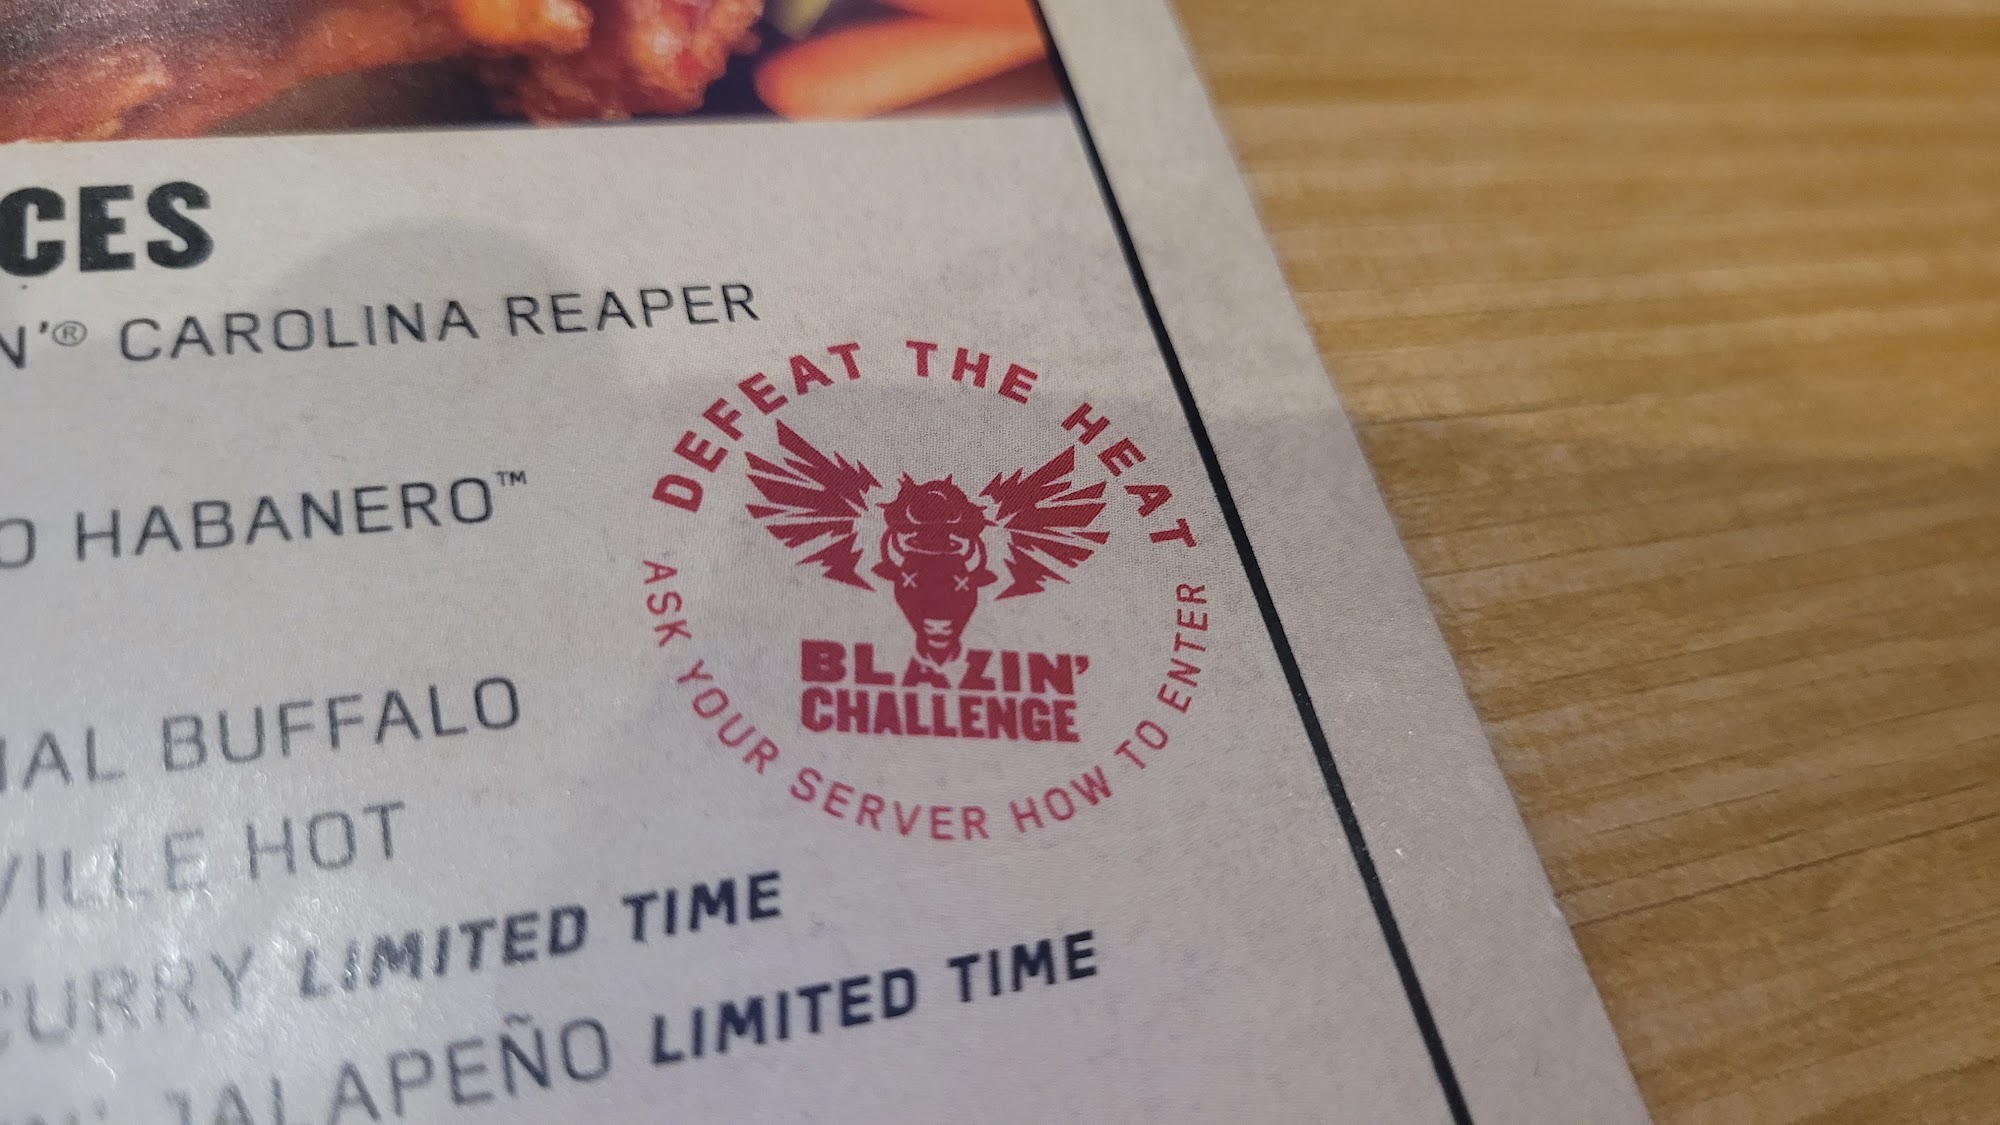 CES
N'® CAROLINA REAPER
O HABANERO™
IAL BUFFALO
VILLE HOT
CURRY LIMITED TIME
N' JALAPEÑO LIMITED TIME
DEFEAT THE HEAT
BLAZIN'
CHALLENGE
ASK YOUR SERVER HOW TO ENTER